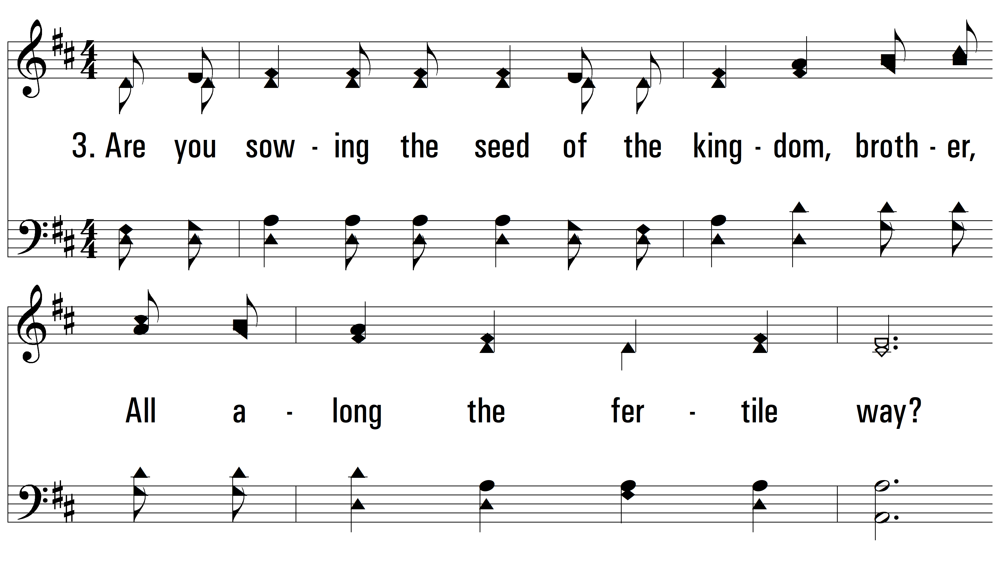 3. Are you sow - ing the seed of the king - dom, broth - er,
All a - long the fer - tile way?